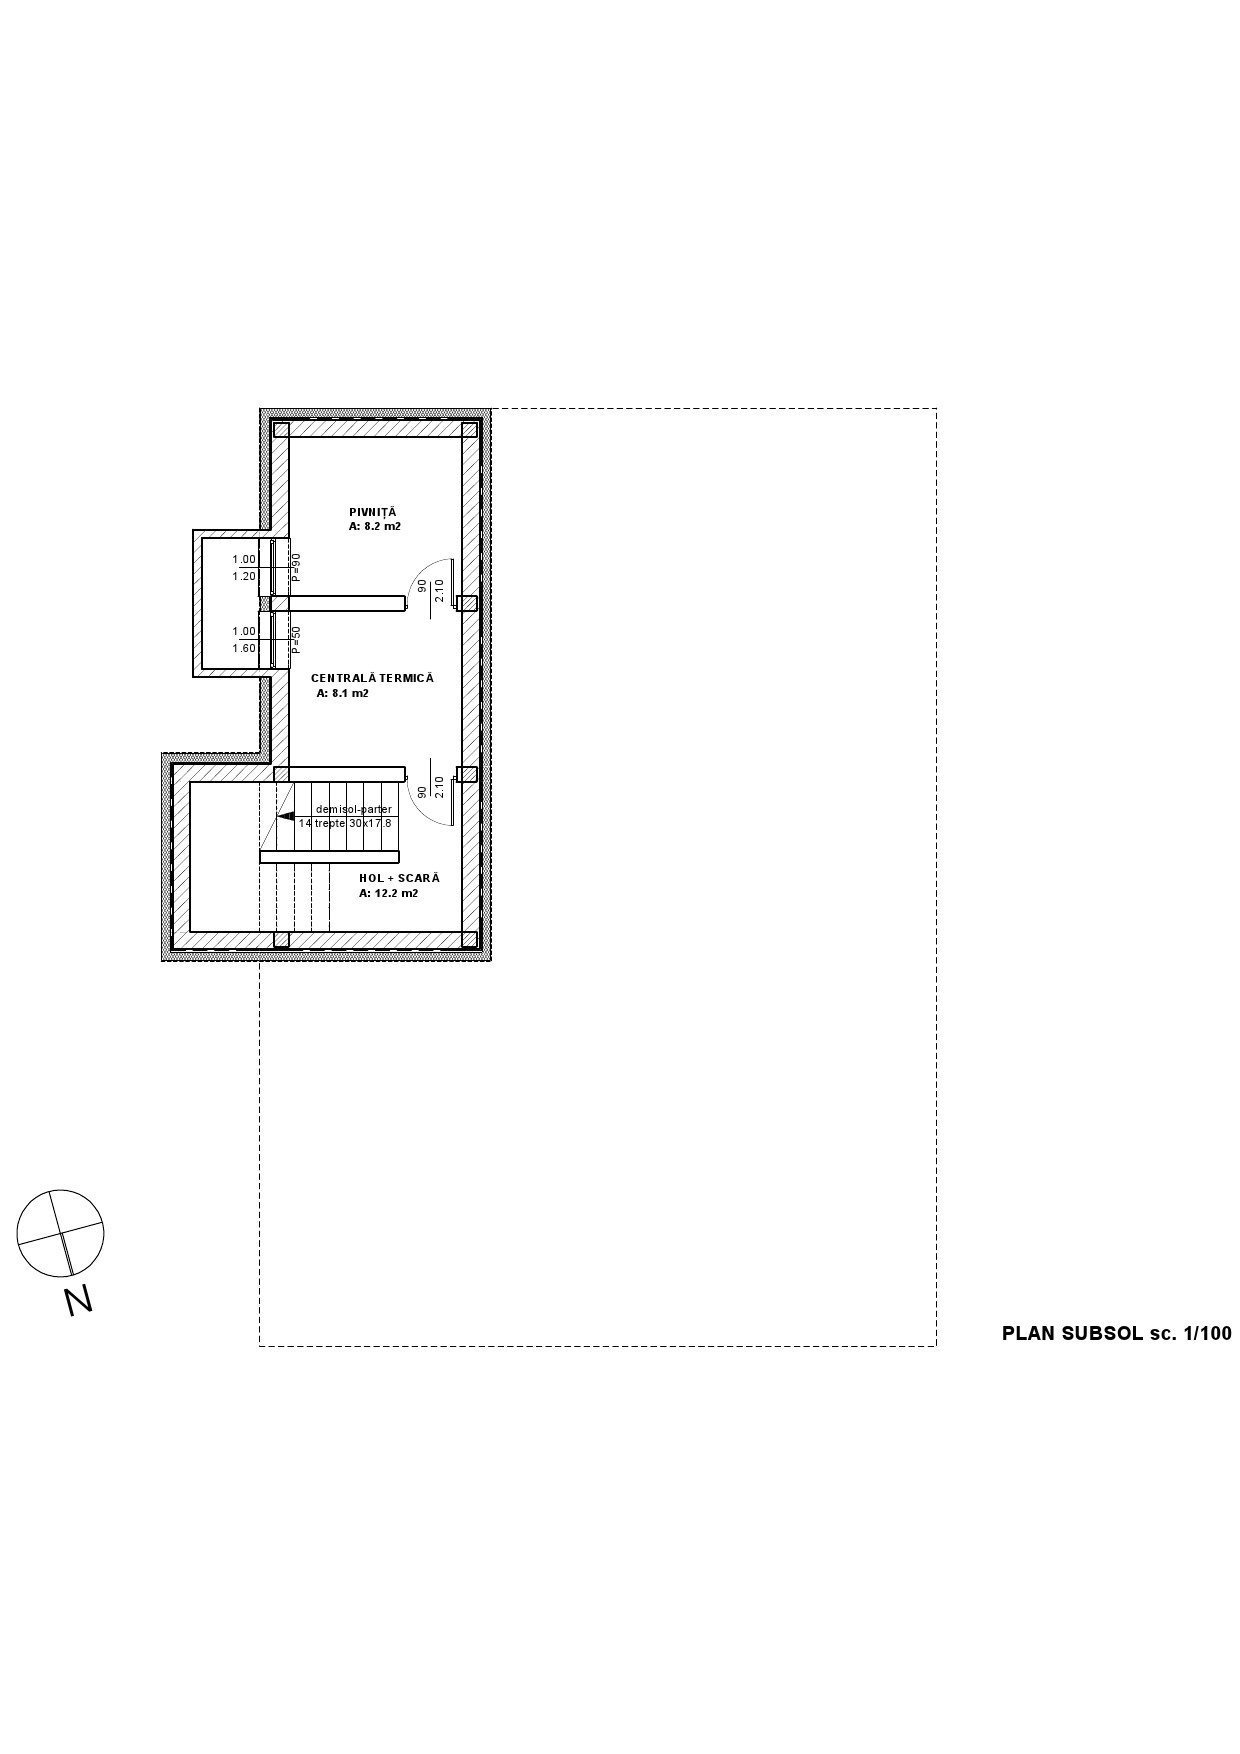 PIVNIȚĂ
A: 8.2 m2
1.00
1.20
P=90
90
2.10
1.00
1.60
P=50
CENTRALĂ TERMICĂ
A: 8.1 m2
90
2.10
demisol-parter
14 trepte 30x17.8
HOL + SCARĂ
A: 12.2 m2
N
PLAN SUBSOL sc. 1/100